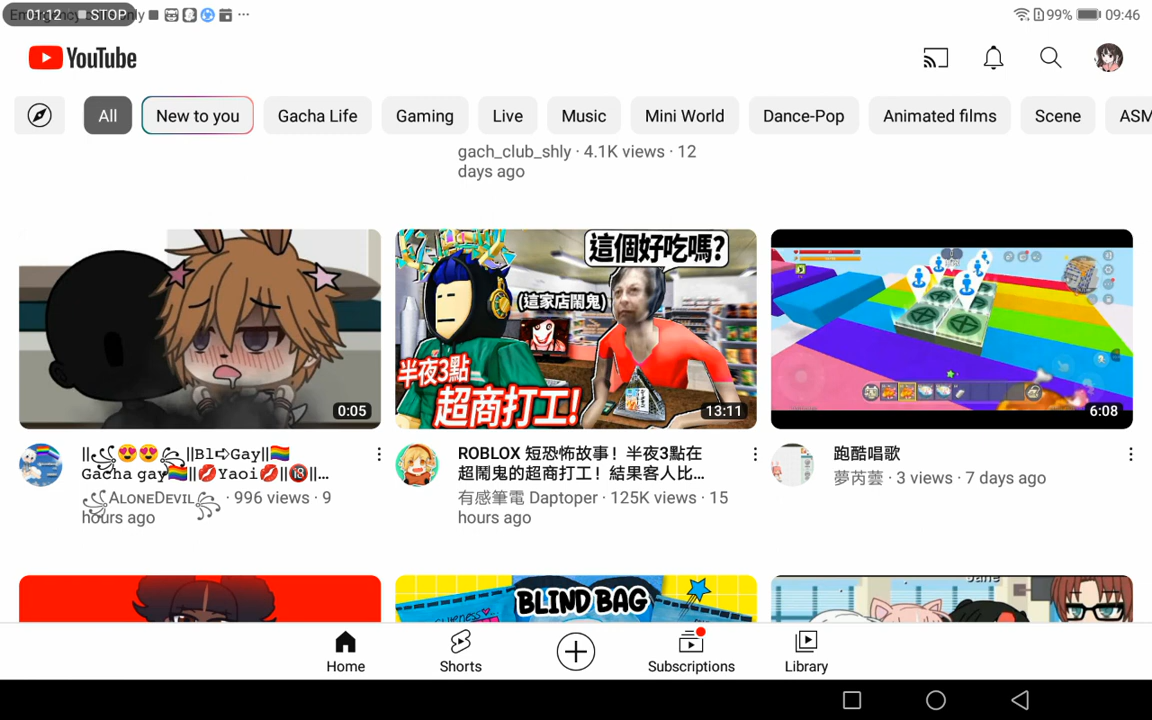 01:12 STOP
99% 09:46
YouTube
All New to you Gacha Life Gaming Live Music Mini World Dance-Pop Animated films Scene ASM
gach_club_shly · 4.1K views · 12
days ago
0:05
這個好吃嗎?
(這家店鬧鬼)
半夜3點
超商打工!
13:11
6:08
||꧁😍😍꧂||Bl➪Gay||🏳️‍🌈
Gacha gay🏳️‍🌈||💋Yaoi💋||🔞||...
꧁AʟᴏɴᴇDᴇᴠɪʟ꧂ · 996 views · 9
hours ago
ROBLOX 短恐怖故事！半夜3點在
超鬧鬼的超商打工！結果客人比...
有感筆電 Daptoper · 125K views · 15
hours ago
跑酷唱歌
夢芮蕓 · 3 views · 7 days ago
BLIND BAG
Jane
Home Shorts Subscriptions Library